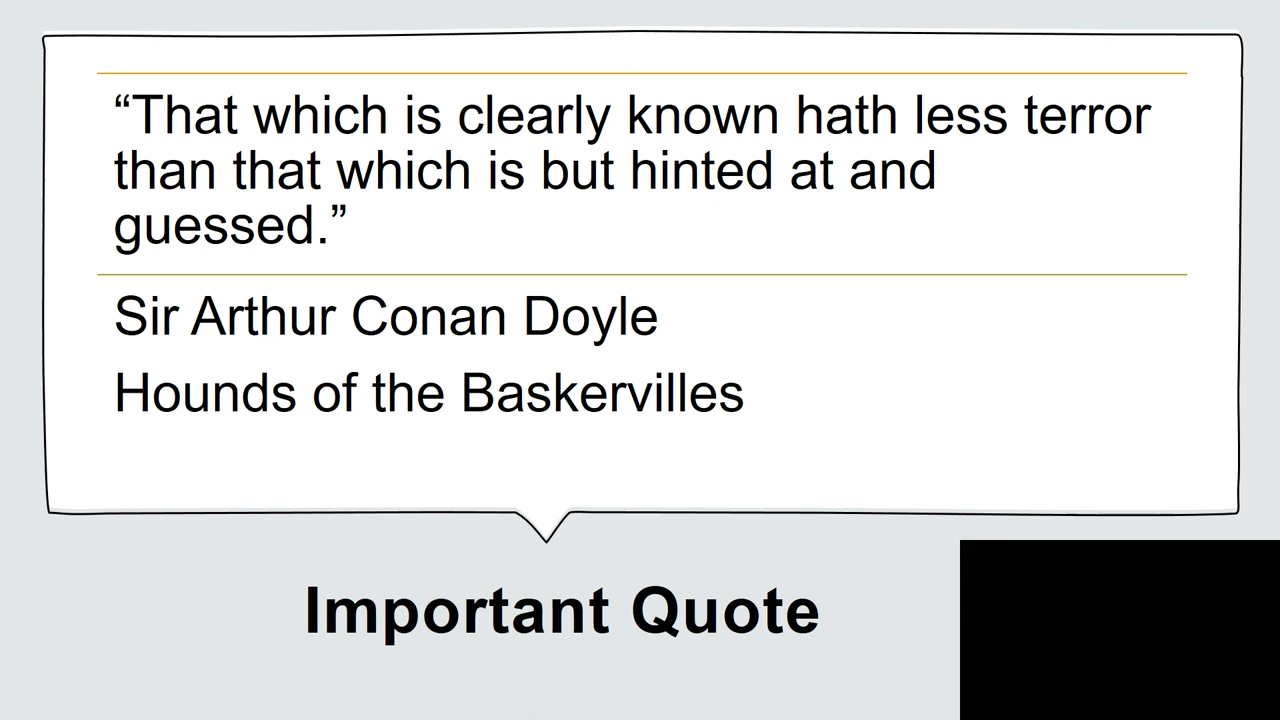 “That which is clearly known hath less terror
than that which is but hinted at and
guessed.”
Sir Arthur Conan Doyle
Hounds of the Baskervilles
Important Quote